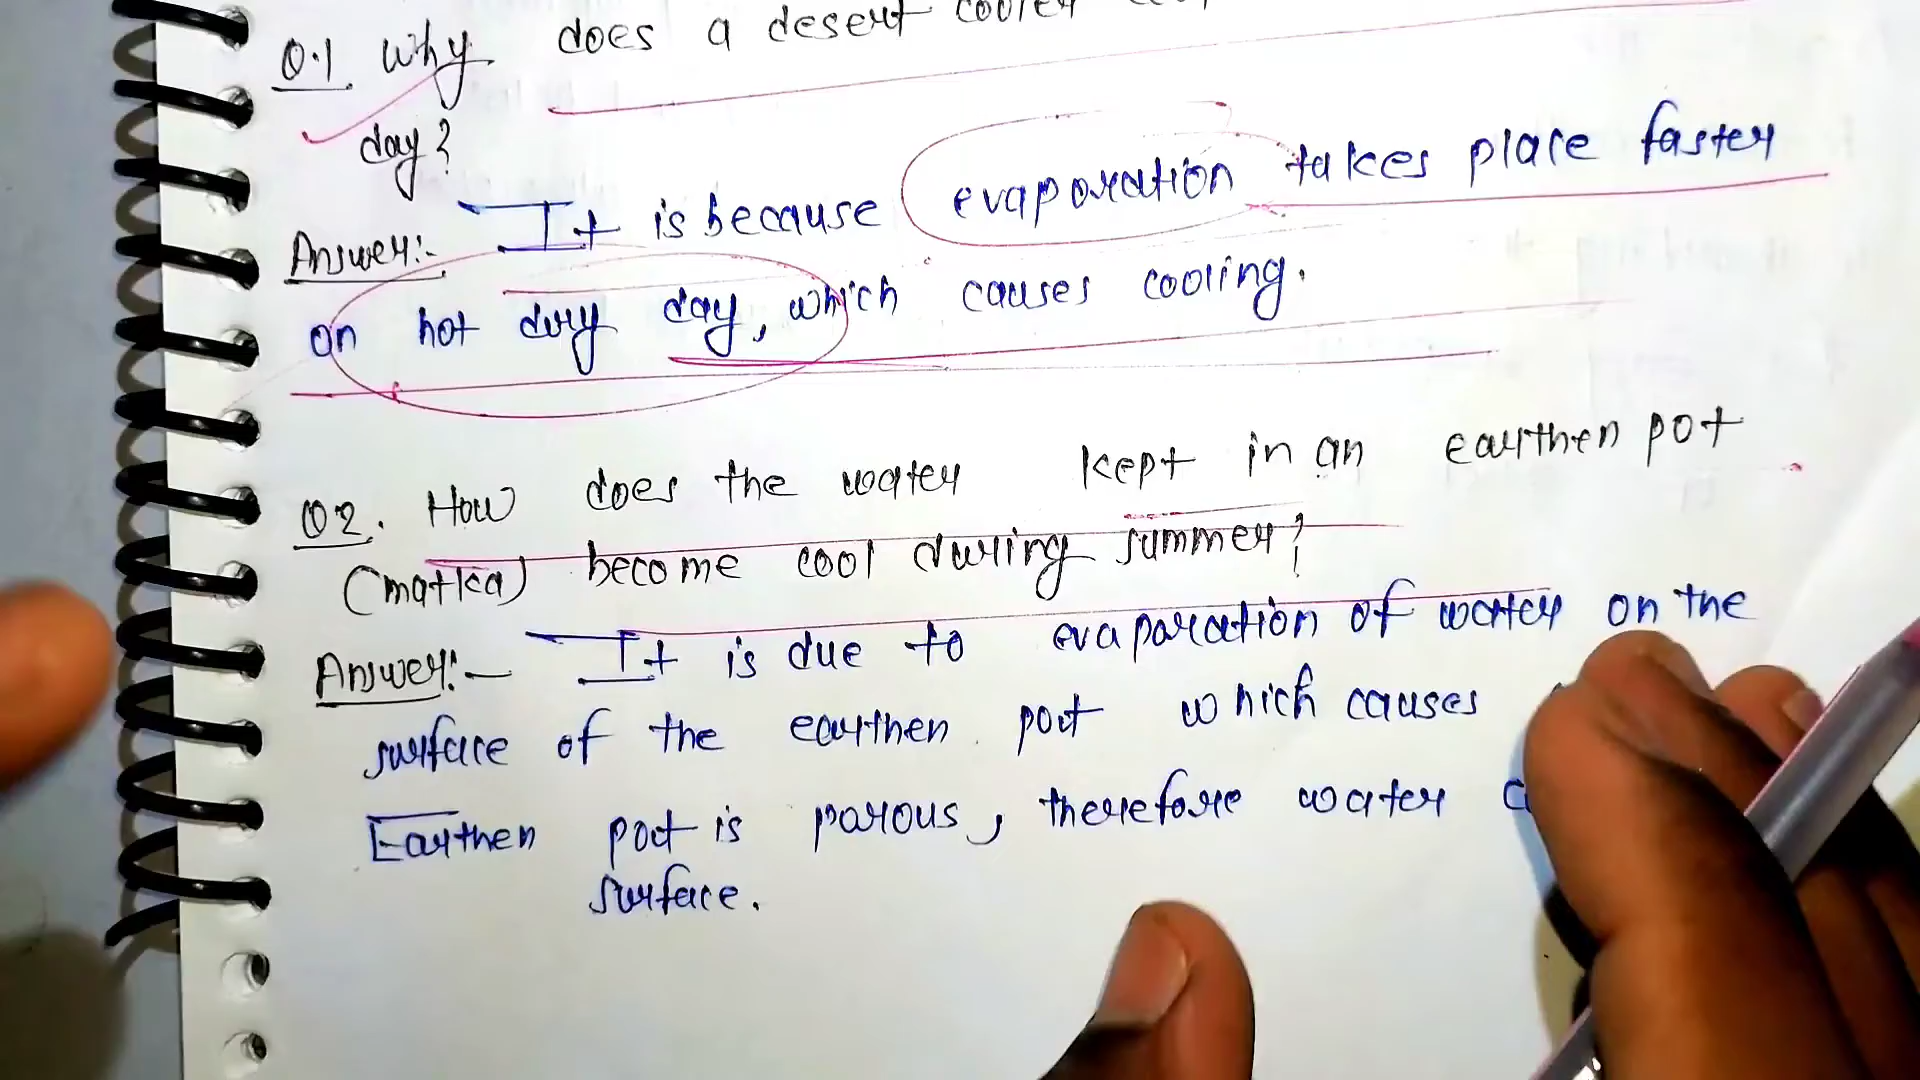 Q.1 Why does a desert cooler
day?
Answer:- It is because evaporation takes place faster
on hot dry day, which causes cooling.
Q2. How does the water kept in an earthen pot
(matka) become cool during summer?
Answer:- It is due to evaporation of water on the
surface of the earthen pot which causes
Earthen pot is porous, therefore water
surface.